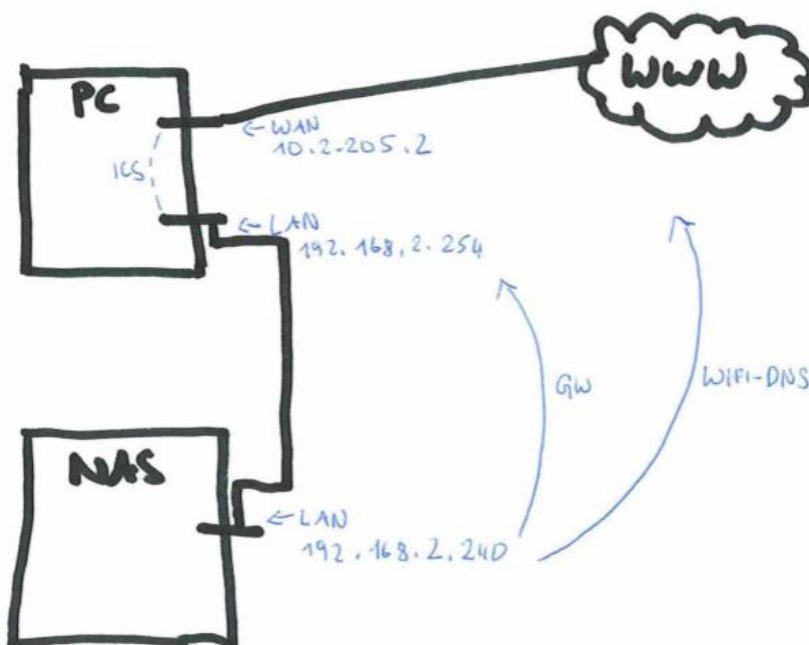 PC
WWW
← WAN
10.2.205.2
ICS
← LAN
192.168.2.254
GW
WIFI-DNS
NAS
← LAN
192.168.2.240